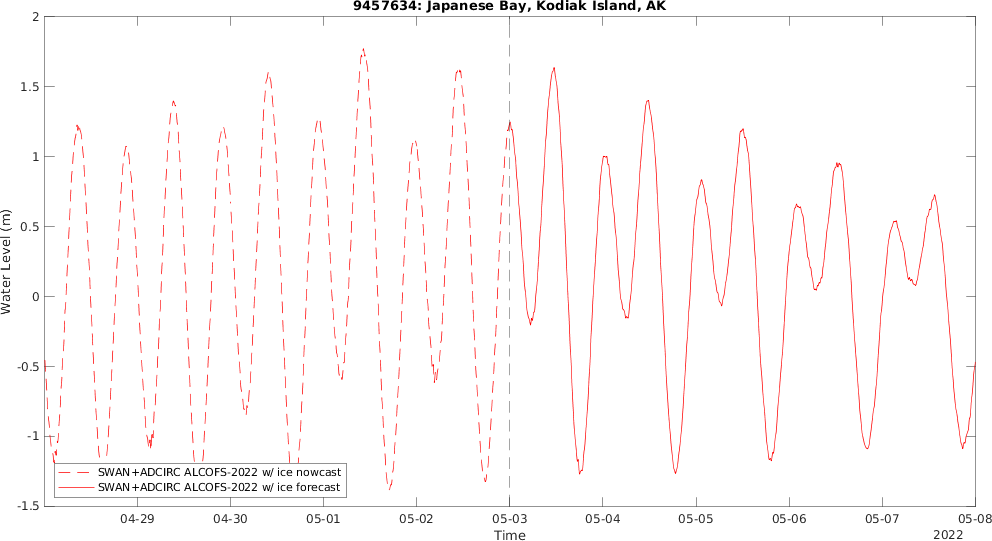 9457634: Japanese Bay, Kodiak Island, AK
2
1.5
1
0.5
0
-0.5
-1
-1.5
Water Level (m)
SWAN+ADCIRC ALCOFS-2022 w/ ice nowcast
SWAN+ADCIRC ALCOFS-2022 w/ ice forecast
04-29 04-30 05-01 05-02 05-03 05-04 05-05 05-06 05-07 05-08
Time
2022